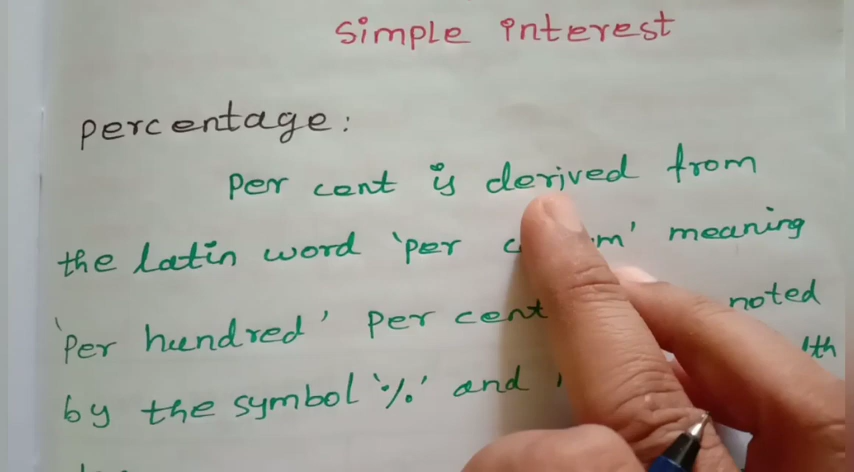 Simple interest
percentage:
Per cent is derived from
the Latin word 'per meaning
'Per hundred' Per cent noted
by the symbol '%' and